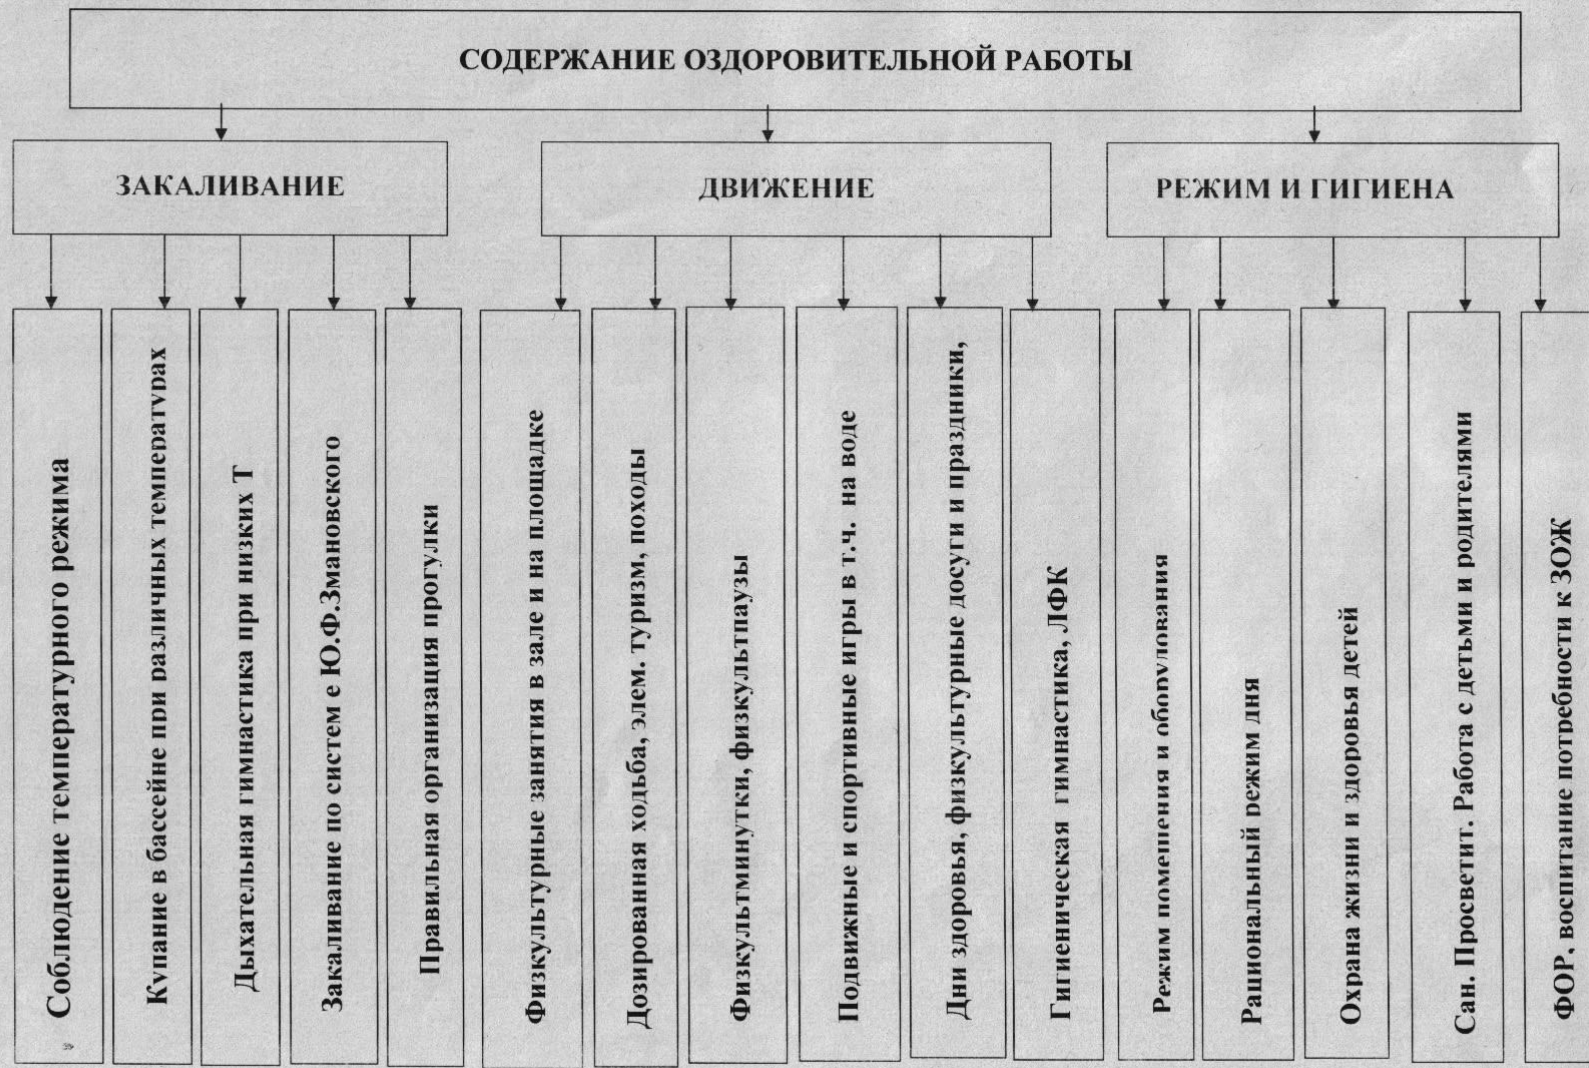 СОДЕРЖАНИЕ ОЗДОРОВИТЕЛЬНОЙ РАБОТЫ
ЗАКАЛИВАНИЕ
ДВИЖЕНИЕ
РЕЖИМ И ГИГИЕНА
Соблюдение температурного режима
Купание в бассейне при различных температурах
Дыхательная гимнастика при низких Т
Закаливание по систем е Ю.Ф.Змановского
Правильная организация прогулки
Физкультурные занятия в зале и на площадке
Дозированная ходьба, элем. туризм, походы
Физкультминутки, физкультпаузы
Подвижные и спортивные игры в т.ч. на воде
Дни здоровья, физкультурные досуги и праздники,
Гигиеническая гимнастика, ЛФК
Режим помещения и оборудования
Рациональный режим дня
Охрана жизни и здоровья детей
Сан. Просветит. Работа с детьми и родителями
ФОР, воспитание потребности к ЗОЖ